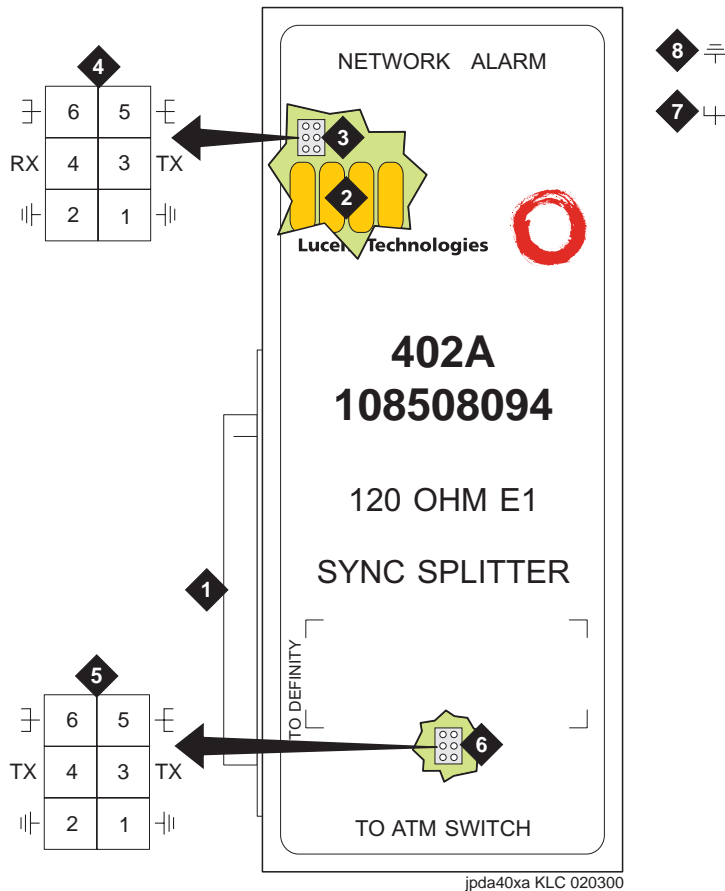 4
NETWORK ALARM
8
6 5
RX 4 3 TX
2 1
7
3
2
Lucen Technologies
402A
108508094
120 OHM E1
SYNC SPLITTER
1
TO DEFINITY
5
6 5
TX 4 3 TX
2 1
6
TO ATM SWITCH
jpda40xa KLC 020300